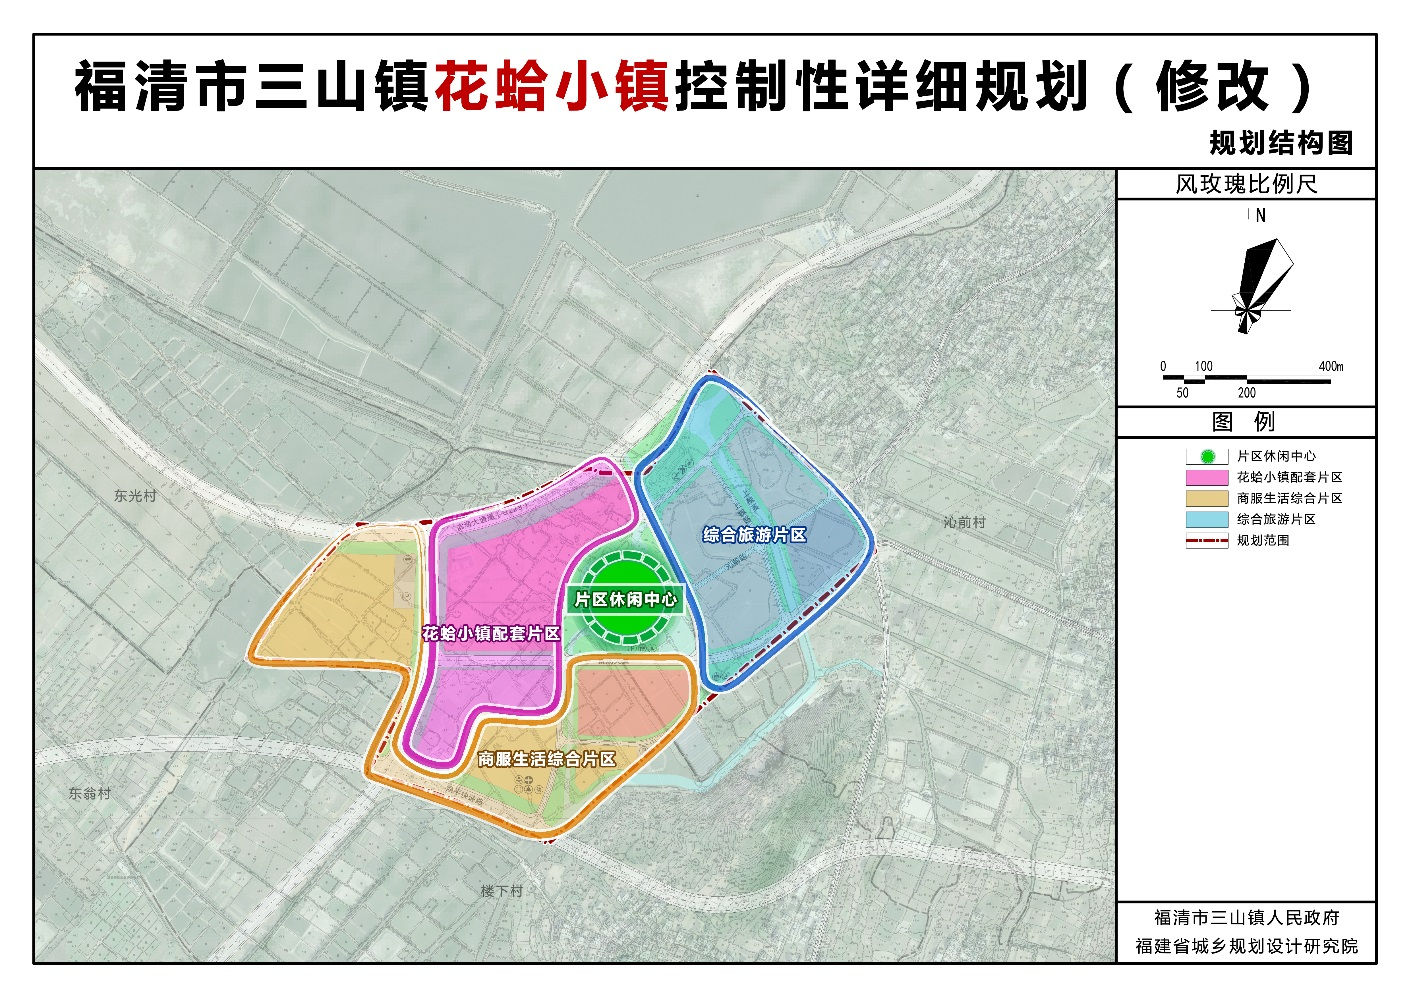 福清市三山镇花蛤小镇控制性详细规划（修改）
规划结构图
风玫瑰比例尺
N
0 100 400m
50 200
图 例
片区休闲中心
花蛤小镇配套片区
商服生活综合片区
综合旅游片区
规划范围
东光村
沁前村
综合旅游片区
片区休闲中心
花蛤小镇配套片区
商服生活综合片区
东翁村
楼下村
福清市三山镇人民政府
福建省城乡规划设计研究院